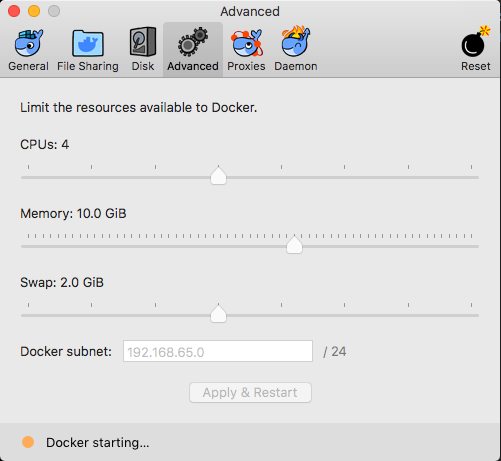 Advanced
General File Sharing Disk Advanced Proxies Daemon Reset
Limit the resources available to Docker.
CPUs: 4
Memory: 10.0 GiB
Swap: 2.0 GiB
Docker subnet: 192.168.65.0 / 24
Apply & Restart
Docker starting...